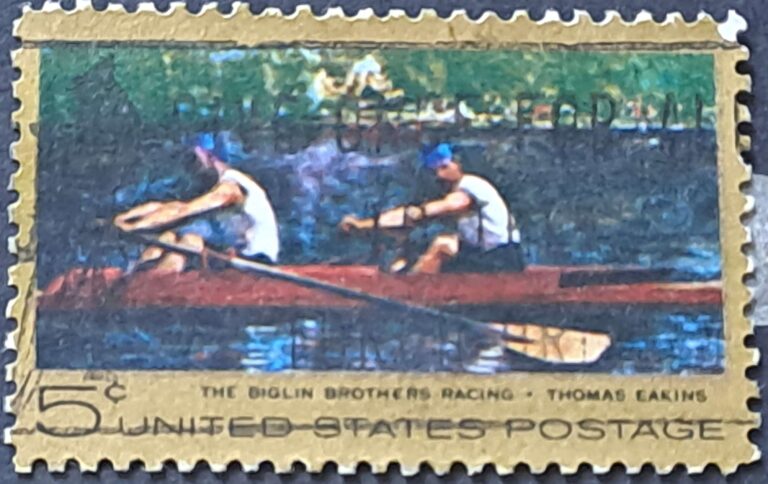 THE BIGLIN BROTHERS RACING • THOMAS EAKINS
5¢
UNITED STATES POSTAGE